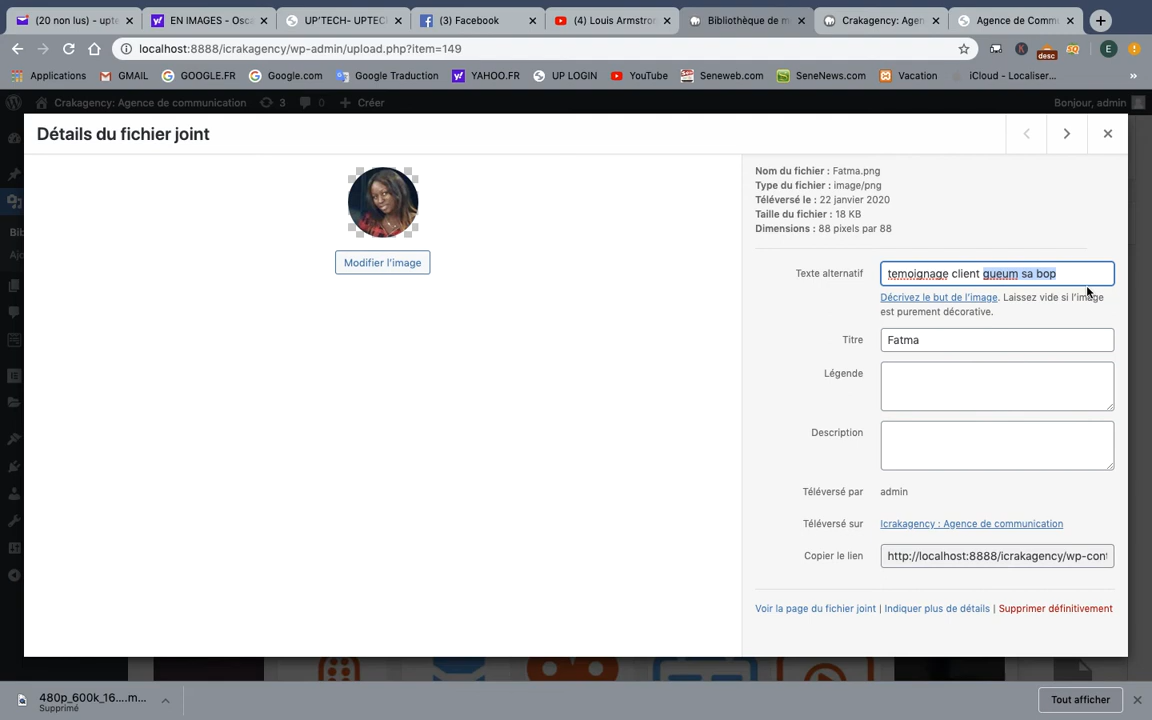 (20 non lus) - upte
EN IMAGES - Osca
UP'TECH- UPTEC
(3) Facebook
(4) Louis Armstror
Bibliothèque de m
Crakagency: Agen
Agence de Commu
localhost:8888/icrakagency/wp-admin/upload.php?item=149
E
Applications
GMAIL
GOOGLE.FR
Google.com
Google Traduction
YAHOO.FR
UP LOGIN
YouTube
Seneweb.com
SeneNews.com
desc
Vacation
iCloud - Localiser...
Crakagency: Agence de communication
3
0
Créer
Bonjour, admin
Bib
Ajo
Détails du fichier joint
Modifier l'image
Nom du fichier : Fatma.png
Type du fichier : image/png
Téléversé le : 22 janvier 2020
Taille du fichier : 18 KB
Dimensions : 88 pixels par 88
Texte alternatif
temoignage client gueum sa bop
Décrivez le but de l'image. Laissez vide si l'image
est purement décorative.
Titre
Fatma
Légende
Description
Téléversé par
admin
Téléversé sur
Icrakagency : Agence de communication
Copier le lien
http://localhost:8888/icrakagency/wp-cont
Voir la page du fichier joint | Indiquer plus de détails | Supprimer définitivement
480p_600k_16....m...
Supprimé
Tout afficher